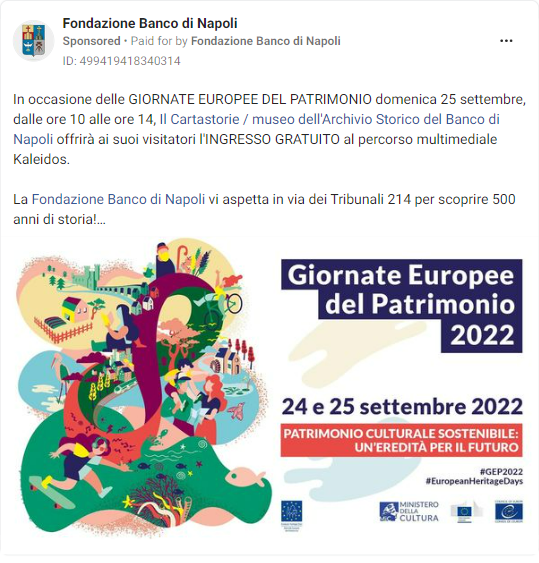 Fondazione Banco di Napoli
Sponsored • Paid for by Fondazione Banco di Napoli
ID: 499419418340314
In occasione delle GIORNATE EUROPEE DEL PATRIMONIO domenica 25 settembre,
dalle ore 10 alle ore 14, Il Cartastorie / museo dell'Archivio Storico del Banco di
Napoli offrirà ai suoi visitatori l'INGRESSO GRATUITO al percorso multimediale
Kaleidos.
La Fondazione Banco di Napoli vi aspetta in via dei Tribunali 214 per scoprire 500
anni di storia!...
Giornate Europee
del Patrimonio
2022
24 e 25 settembre 2022
PATRIMONIO CULTURALE SOSTENIBILE:
UN'EREDITÀ PER IL FUTURO
#GEP2022
#EuropeanHeritageDays
MINISTERO
DELLA
CULTURA